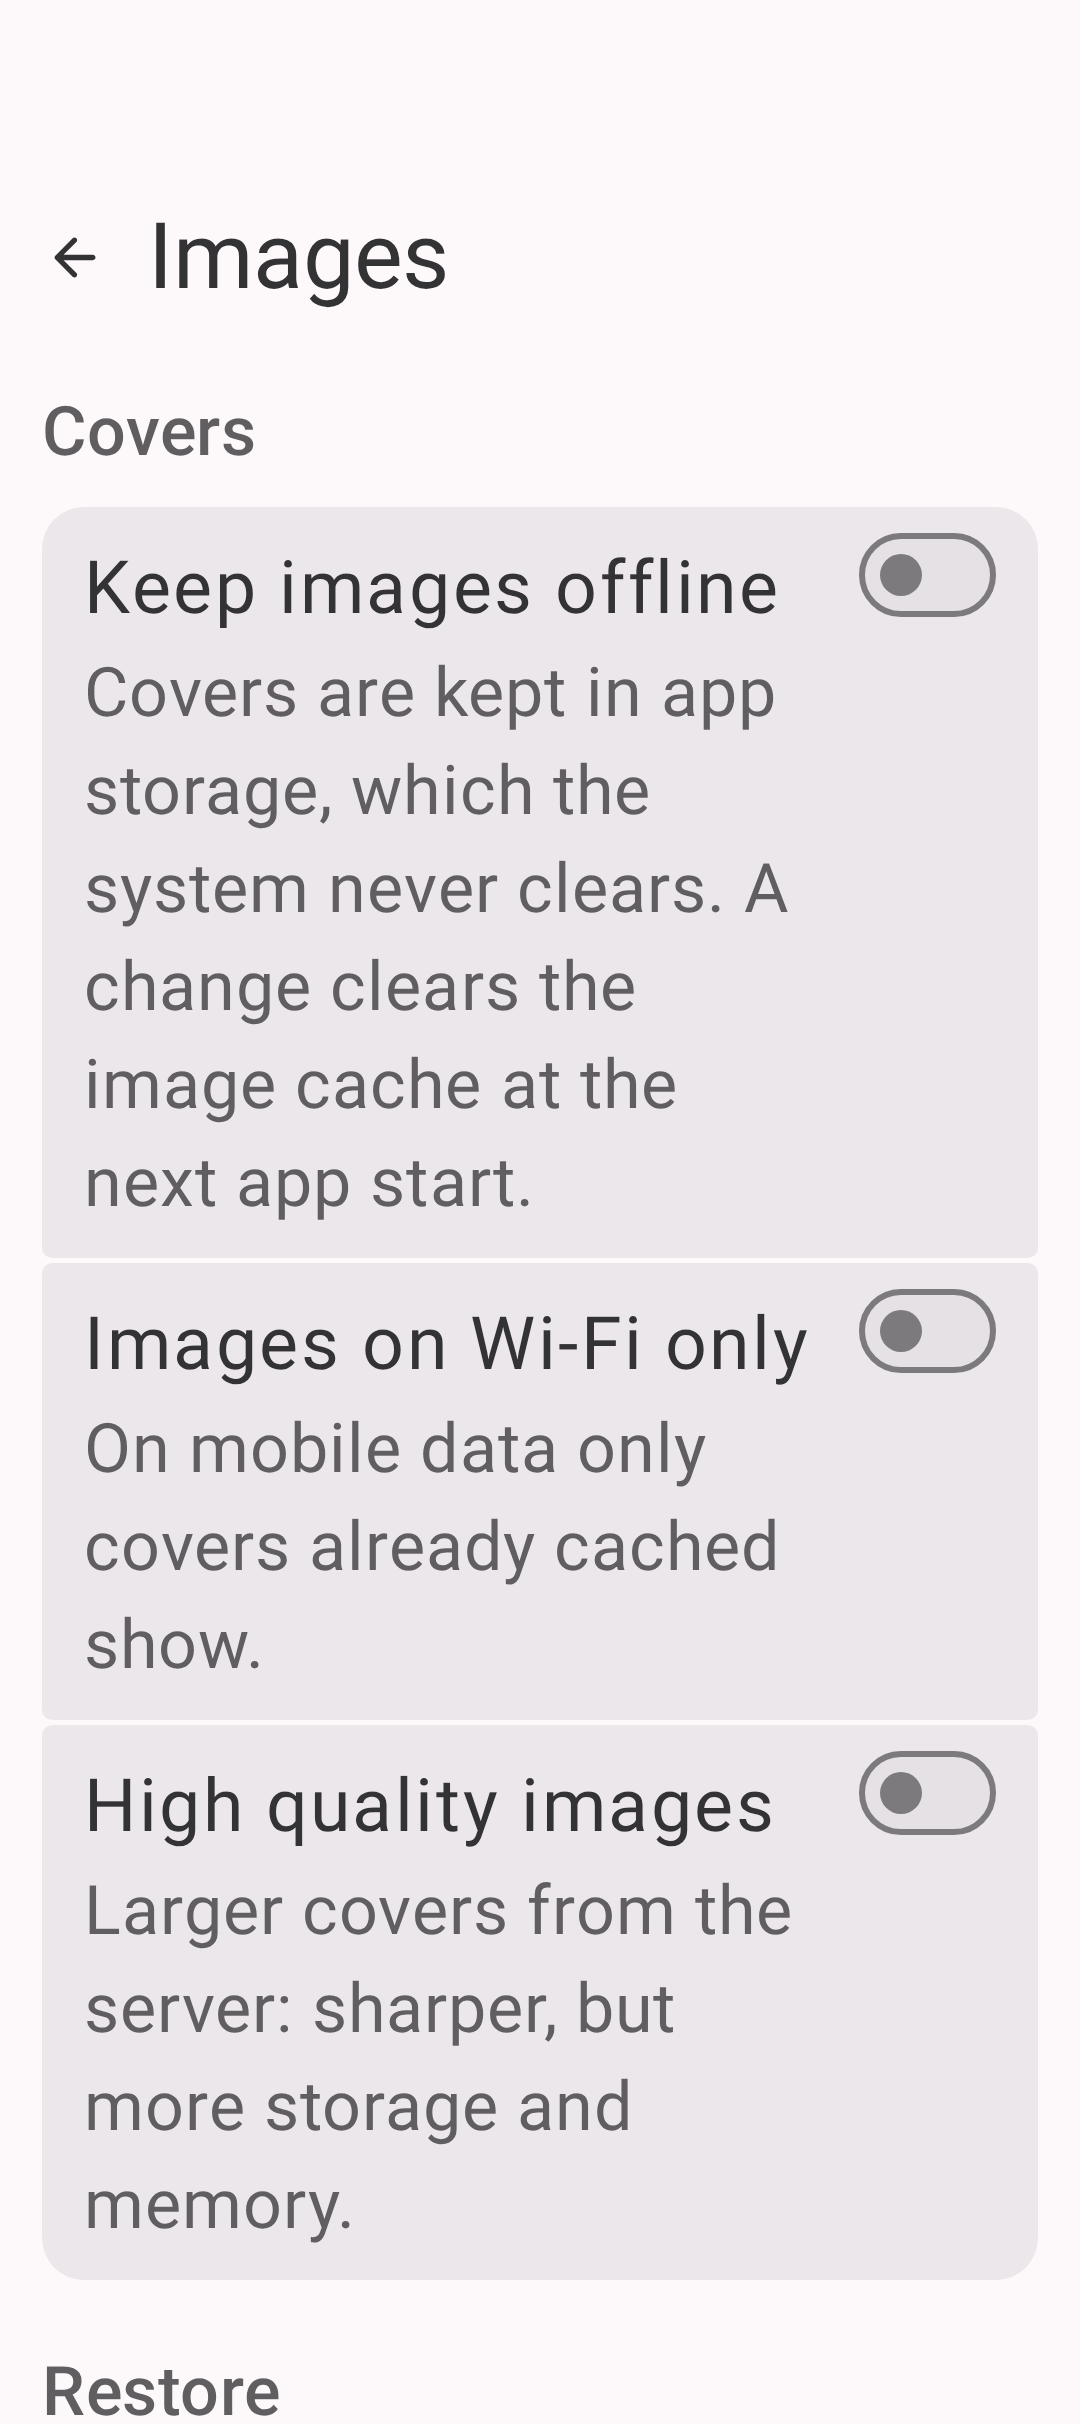 Images
Covers
Keep images offline
Covers are kept in app
storage, which the
system never clears. A
change clears the
image cache at the
next app start.
Images on Wi-Fi only
On mobile data only
covers already cached
show.
High quality images
Larger covers from the
server: sharper, but
more storage and
memory.
Restore